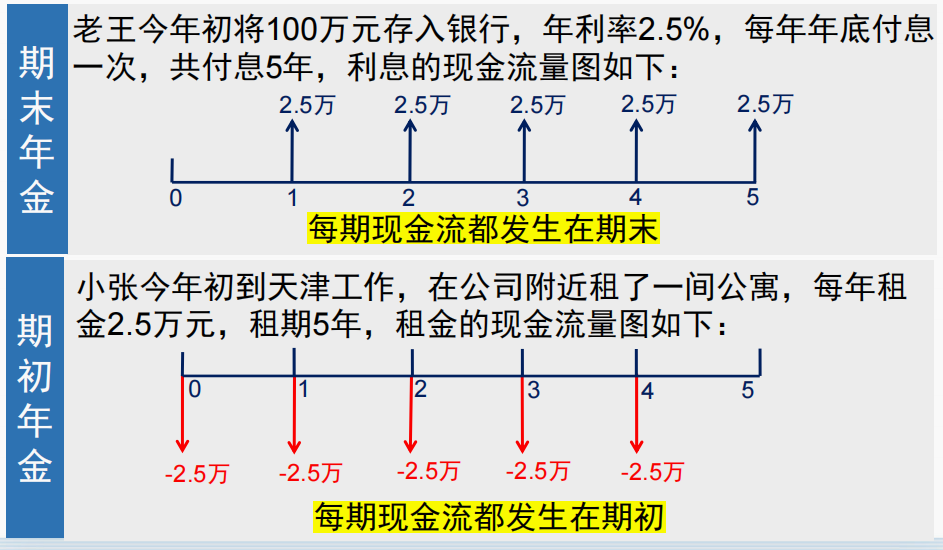 期末年金
老王今年初将100万元存入银行，年利率2.5%，每年年底付息
一次，共付息5年，利息的现金流量图如下：
2.5万 2.5万 2.5万 2.5万 2.5万
0 1 2 3 4 5
每期现金流都发生在期末
期初年金
小张今年初到天津工作，在公司附近租了一间公寓，每年租
金2.5万元，租期5年，租金的现金流量图如下：
0 1 2 3 4 5
-2.5万 -2.5万 -2.5万 -2.5万 -2.5万
每期现金流都发生在期初